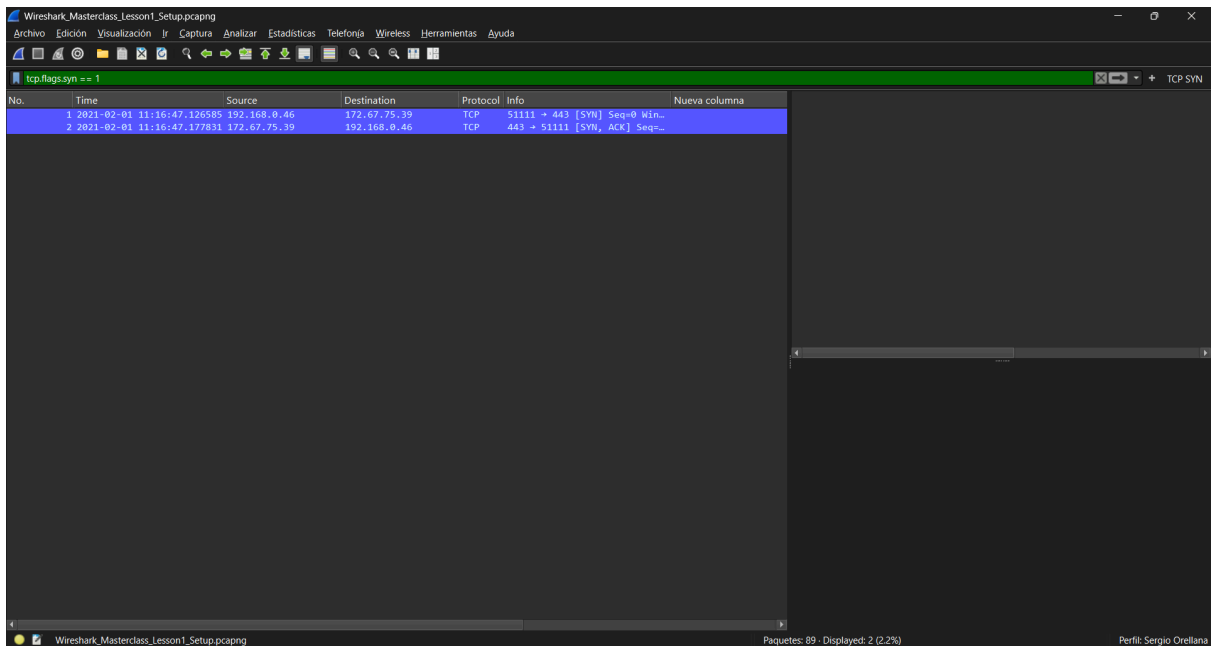 Wireshark_Masterclass_Lesson1_Setup.pcapng
Archivo Edición Visualización Ir Captura Analizar Estadísticas Telefonía Wireless Herramientas Ayuda
tcp.flags.syn == 1 + TCP SYN
No. Time Source Destination Protocol Info Nueva columna
1 2021-02-01 11:16:47.126585 192.168.0.46 172.67.75.39 TCP 51111 → 443 [SYN] Seq=0 Win…
2 2021-02-01 11:16:47.177831 172.67.75.39 192.168.0.46 TCP 443 → 51111 [SYN, ACK] Seq=…
Wireshark_Masterclass_Lesson1_Setup.pcapng Paquetes: 89 · Displayed: 2 (2.2%) Perfil: Sergio Orellana